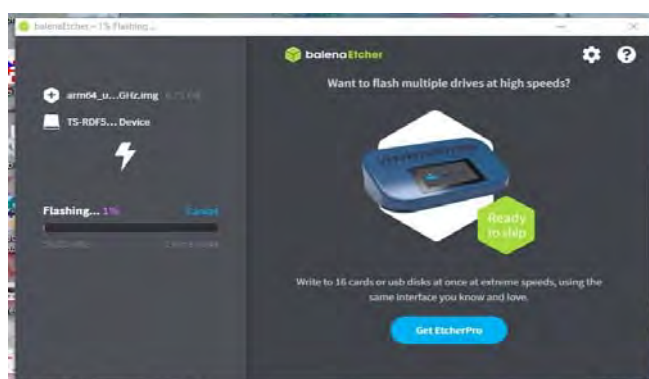 balenaEtcher – 1% Flashing...
balenaEtcher
Want to flash multiple drives at high speeds?
arm64_u...GHz.img
TS-RDF5... Device
Flashing... 1%
Cancel
Ready
to ship
Write to 16 cards or usb disks at once at extreme speeds, using the
same interface you know and love.
Get EtcherPro